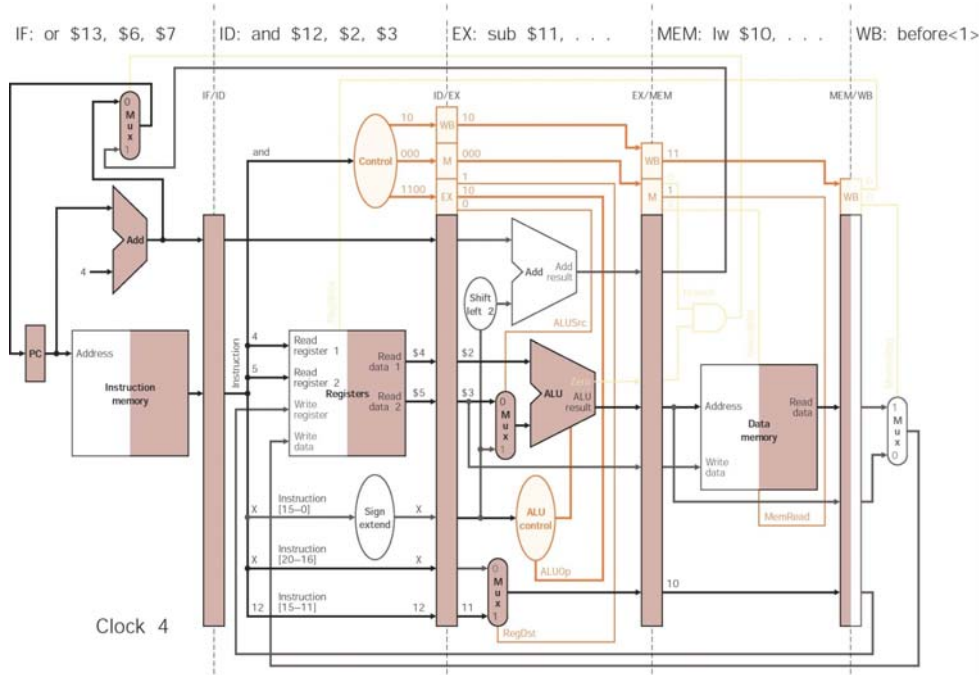 IF: or $13, $6, $7
ID: and $12, $2, $3
EX: sub $11, . . .
MEM: lw $10, . . .
WB: before<1>
IF/ID
ID/EX
EX/MEM
MEM/WB
0
Mux
1
and
Control
10
000
1100
WB
M
EX
10
000
1
10
0
WB
M
11
1
WB
Add
4
Add
Add
result
Shift
left 2
ALUSrc
Branch
PC
Address
Instruction
memory
Instruction
4
5
Read
register 1
Read
register 2
Registers
Write
register
Write
data
Read
data 1
Read
data 2
$4
$5
$2
$3
0
Mux
1
ALU
Zero
ALU
result
Address
Read
data
Data
memory
Write
data
MemRead
1
Mux
0
X
Instruction
[15–0]
Sign
extend
X
ALU
control
ALUOp
X
Instruction
[20–16]
X
12
Instruction
[15–11]
12
11
0
Mux
1
RegDst
10
Clock 4